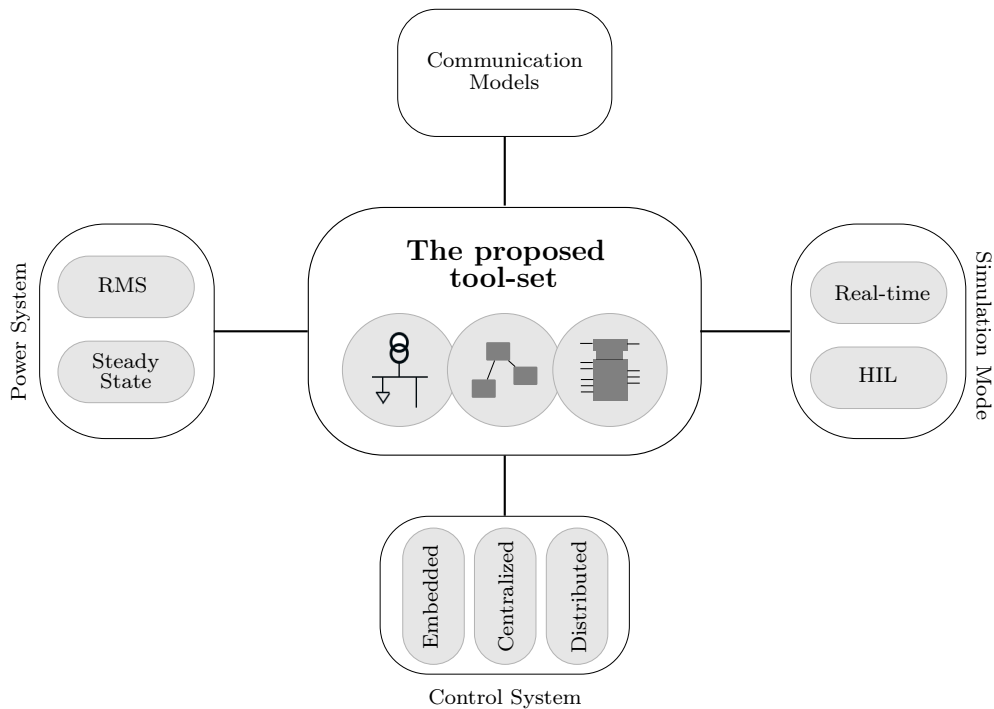 Communication
Models
The proposed
tool-set
Power System
RMS
Steady
State
Real-time
HIL
Simulation Mode
Embedded
Centralized
Distributed
Control System